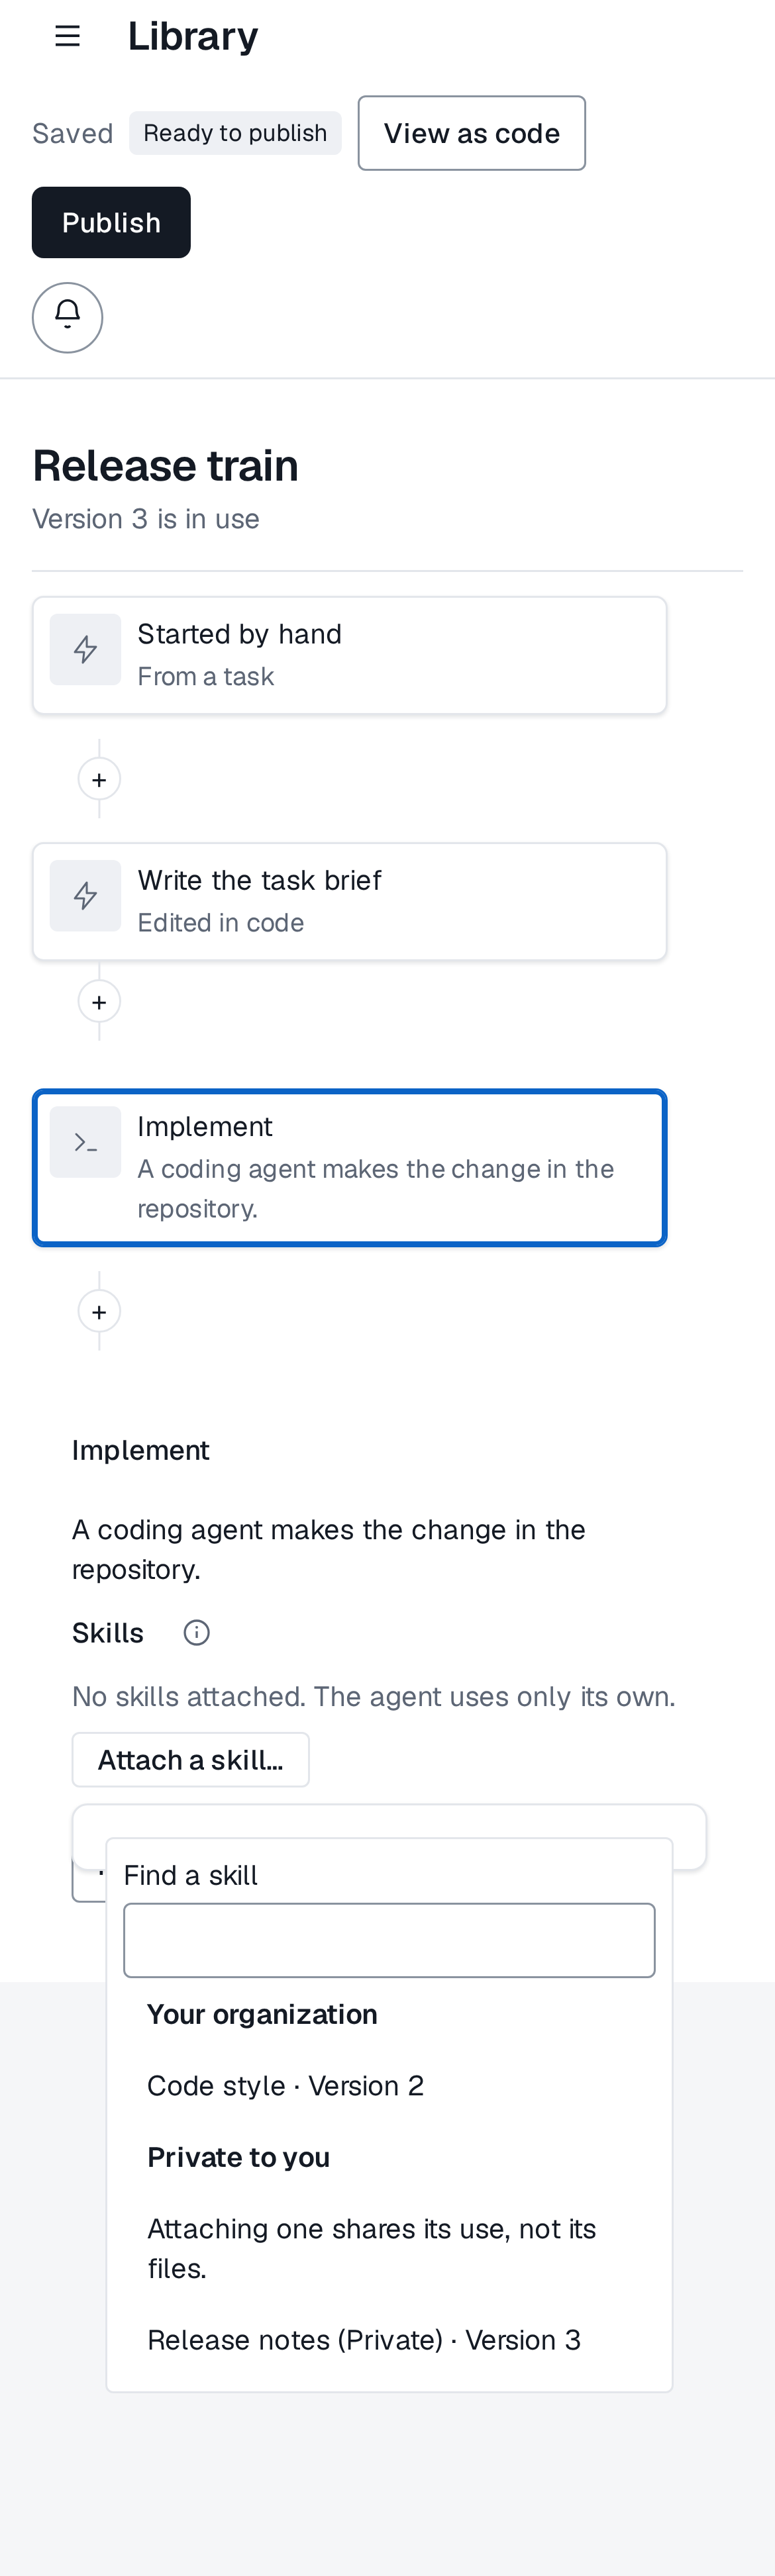 Library
Saved
Ready to publish
View as code
Publish
Release train
Version 3 is in use
Started by hand
From a task
+
Write the task brief
Edited in code
+
Implement
A coding agent makes the change in the
repository.
+
Implement
A coding agent makes the change in the
repository.
Skills
No skills attached. The agent uses only its own.
Attach a skill...
Find a skill
Your organization
Code style · Version 2
Private to you
Attaching one shares its use, not its
files.
Release notes (Private) · Version 3